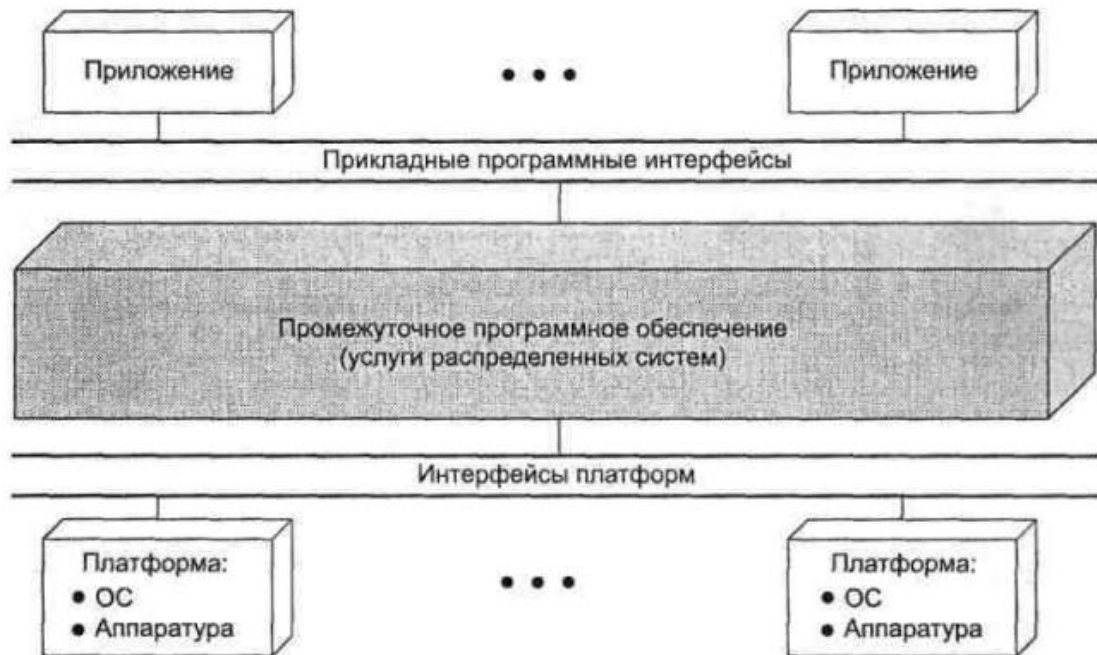 Приложение
Приложение
Прикладные программные интерфейсы
Промежуточное программное обеспечение
(услуги распределенных систем)
Интерфейсы платформ
Платформа:
● ОС
● Аппаратура
Платформа:
● ОС
● Аппаратура